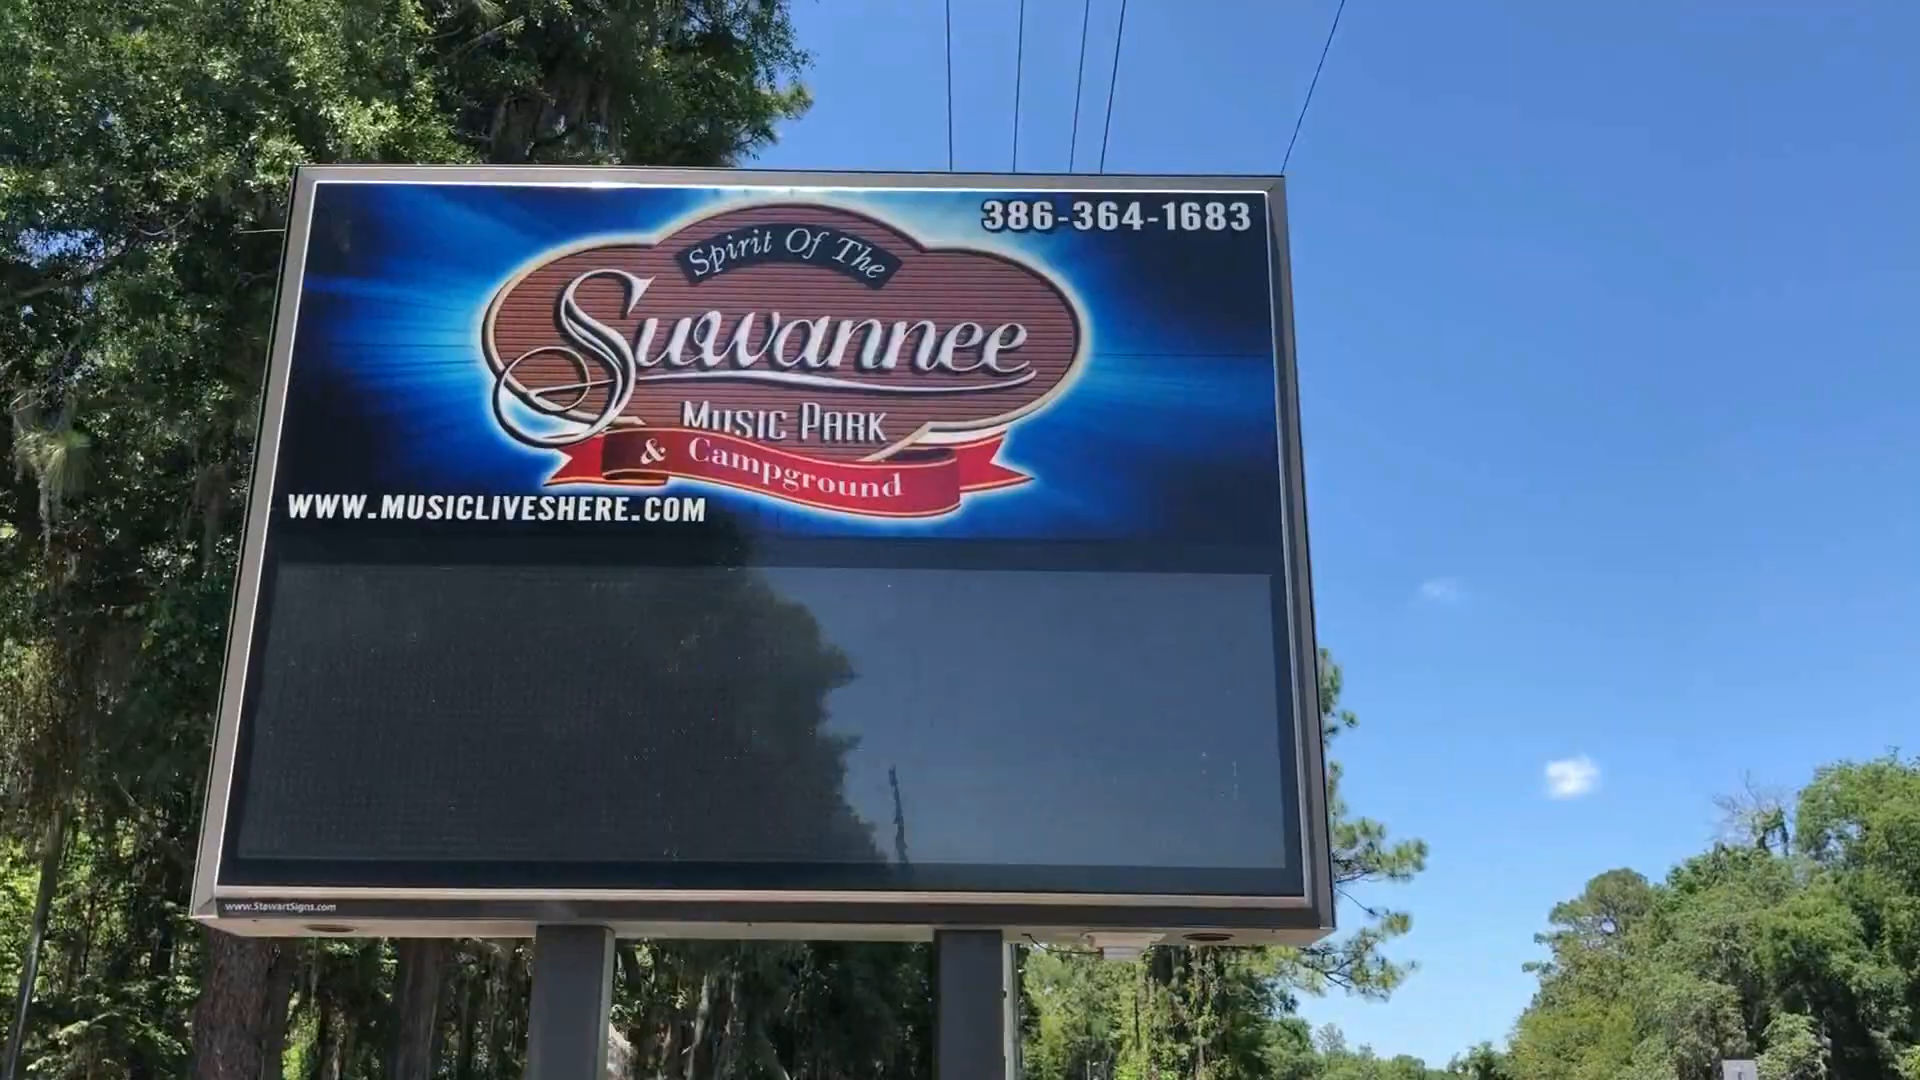 386-364-1683
Spirit Of The
Suwannee
MUSIC PARK
& Campground
WWW.MUSICLIVESHERE.COM
www.StewartSigns.com